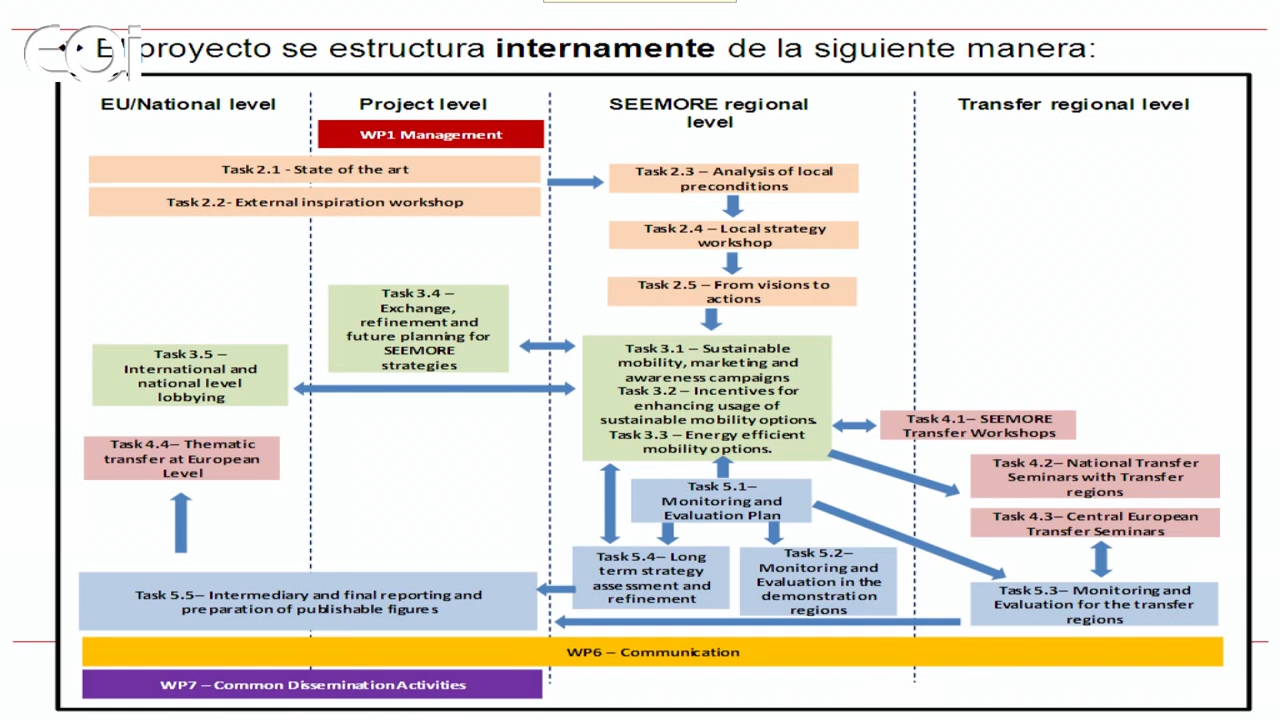 eoi
El proyecto se estructura internamente de la siguiente manera:
EU/National level
Project level
SEEMORE regional
level
Transfer regional level
WP1 Management
Task 2.1 - State of the art
Task 2.2- External inspiration workshop
Task 2.3 – Analysis of local
preconditions
Task 2.4 – Local strategy
workshop
Task 2.5 – From visions to
actions
Task 3.4 –
Exchange,
refinement and
future planning for
SEEMORE
strategies
Task 3.5 –
International and
national level
lobbying
Task 3.1 – Sustainable
mobility, marketing and
awareness campaigns
Task 3.2 – Incentives for
enhancing usage of
sustainable mobility options.
Task 3.3 – Energy efficient
mobility options.
Task 4.1– SEEMORE
Transfer Workshops
Task 4.4– Thematic
transfer at European
Level
Task 4.2– National Transfer
Seminars with Transfer
regions
Task 4.3– Central European
Transfer Seminars
Task 5.1–
Monitoring and
Evaluation Plan
Task 5.4– Long
term strategy
assessment and
refinement
Task 5.2–
Monitoring and
Evaluation in the
demonstration
regions
Task 5.3– Monitoring and
Evaluation for the transfer
regions
Task 5.5– Intermediary and final reporting and
preparation of publishable figures
WP6 – Communication
WP7 – Common Dissemination Activities